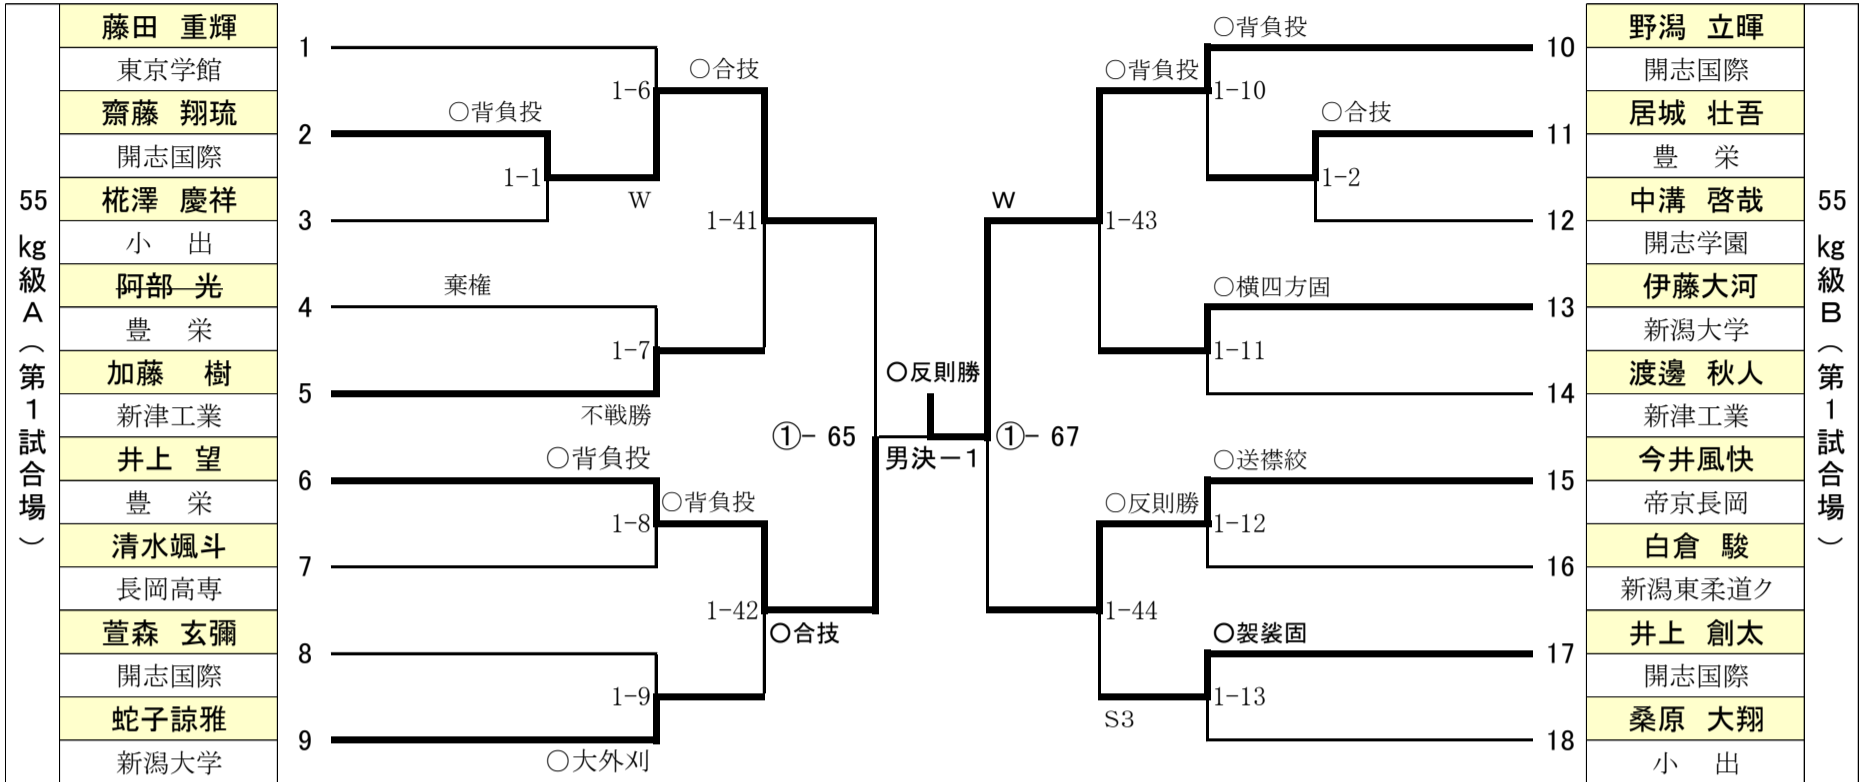 55kg級A(第1試合場)
藤田 重輝
東京学館
齋藤 翔琉
開志国際
椛澤 慶祥
小 出
阿部 光
豊 栄
加藤 樹
新津工業
井上 望
豊 栄
清水颯斗
長岡高専
萱森 玄彌
開志国際
蛇子諒雅
新潟大学
1
2
3
4
5
6
7
8
9
○背負投
1-1
1-6
W
棄権
1-7
不戦勝
○背負投
1-8
1-9
○大外刈
○合技
1-41
○背負投
1-42
○合技
①- 65
○反則勝
男決-1
W
①- 67
○背負投
1-43
○反則勝
1-44
S3
○背負投
1-10
○合技
1-2
○横四方固
1-11
○送襟絞
1-12
○袈裟固
1-13
10
11
12
13
14
15
16
17
18
野潟 立暉
開志国際
居城 壮吾
豊 栄
中溝 啓哉
開志学園
伊藤大河
新潟大学
渡邊 秋人
新津工業
今井風快
帝京長岡
白倉 駿
新潟東柔道ク
井上 創太
開志国際
桑原 大翔
小 出
55kg級B(第1試合場)